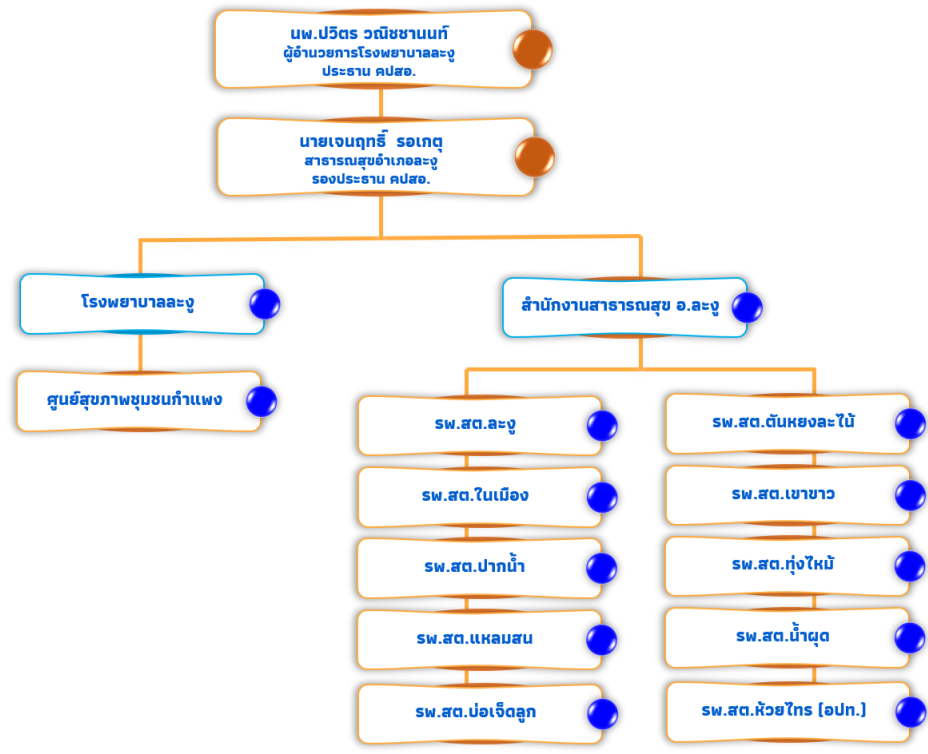 นพ.ปวิตร วณิชชานนท์
ผู้อำนวยการโรงพยาบาลละงู
ประธาน คปสอ.
นายเจนฤทธิ์ รอเกตุ
สาธารณสุขอำเภอละงู
รองประธาน คปสอ.
โรงพยาบาลละงู
สำนักงานสาธารณสุข อ.ละงู
ศูนย์สุขภาพชุมชนกำแพง
รพ.สต.ละงู
รพ.สต.ตันหยงละไน้
รพ.สต.ในเมือง
รพ.สต.เขาขาว
รพ.สต.ปากน้ำ
รพ.สต.ทุ่งไหม้
รพ.สต.แหลมสน
รพ.สต.น้ำผุด
รพ.สต.บ่อเจ็ดลูก
รพ.สต.ห้วยไทร (อปท.)